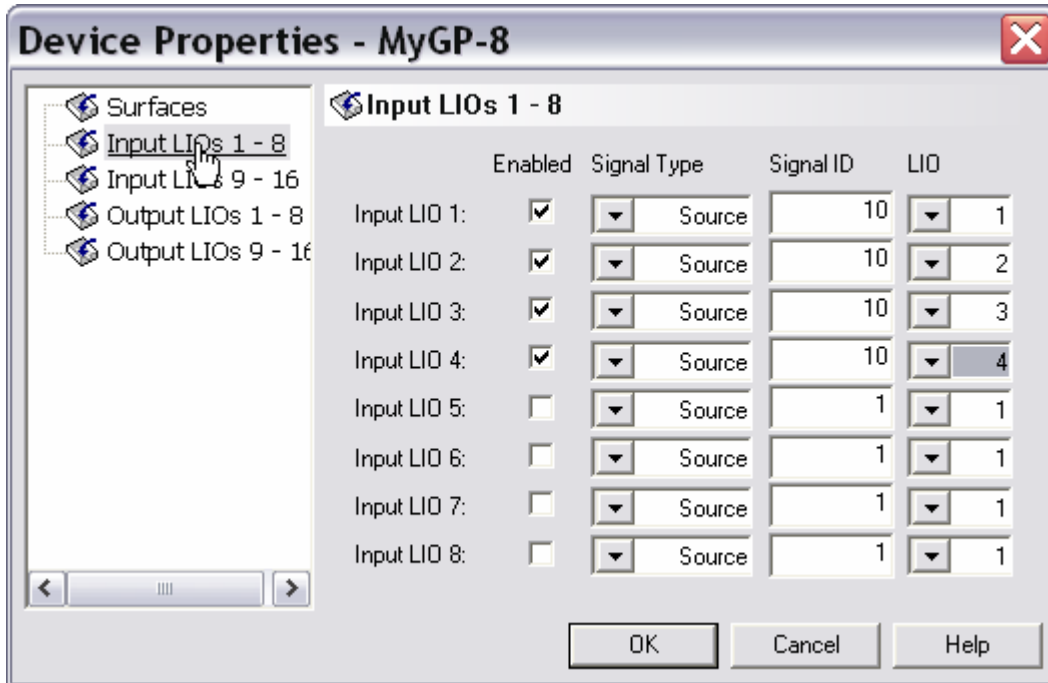 Device Properties - MyGP-8
Surfaces
Input LIOs 1 - 8
Input LIOs 9 - 16
Output LIOs 1 - 8
Output LIOs 9 - 16
Input LIOs 1 - 8
Enabled Signal Type Signal ID LIO
Input LIO 1: Source 10 1
Input LIO 2: Source 10 2
Input LIO 3: Source 10 3
Input LIO 4: Source 10 4
Input LIO 5: Source 1 1
Input LIO 6: Source 1 1
Input LIO 7: Source 1 1
Input LIO 8: Source 1 1
OK Cancel Help